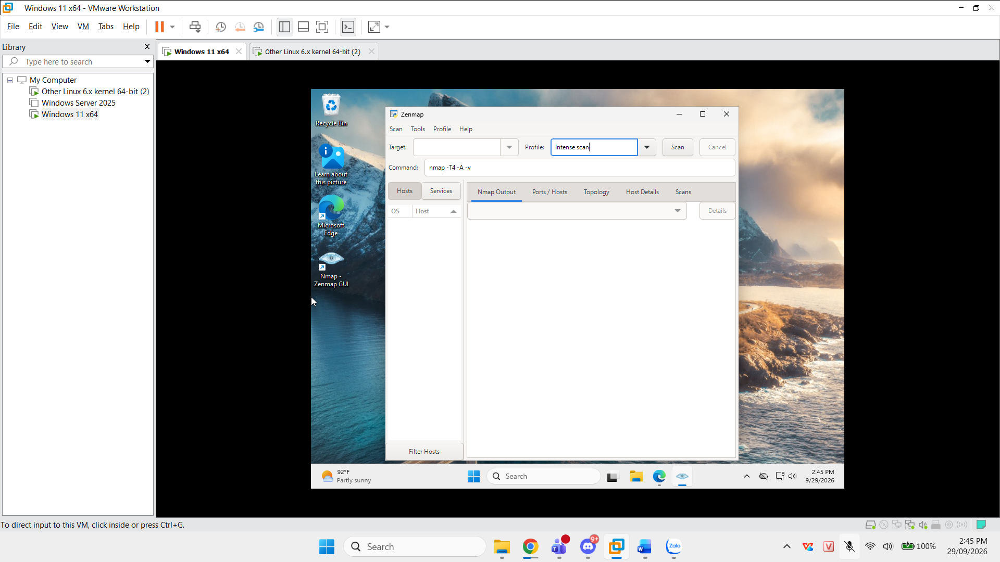 Windows 11 x64 - VMware Workstation
File Edit View VM Tabs Help
Library
Type here to search
My Computer
Other Linux 6.x kernel 64-bit (2)
Windows Server 2025
Windows 11 x64
Windows 11 x64
Other Linux 6.x kernel 64-bit (2)
Recycle Bin
Learn about
this picture
Microsoft
Edge
Nmap -
Zenmap GUI
Zenmap
Scan Tools Profile Help
Target: Profile: Intense scan Scan Cancel
Command: nmap -T4 -A -v
Hosts Services
OS Host
Nmap Output Ports / Hosts Topology Host Details Scans
Details
Filter Hosts
92°F
Partly sunny
Search
2:45 PM
9/29/2026
To direct input to this VM, click inside or press Ctrl+G.
Search
9+
Zalo
100%
2:45 PM
29/09/2026